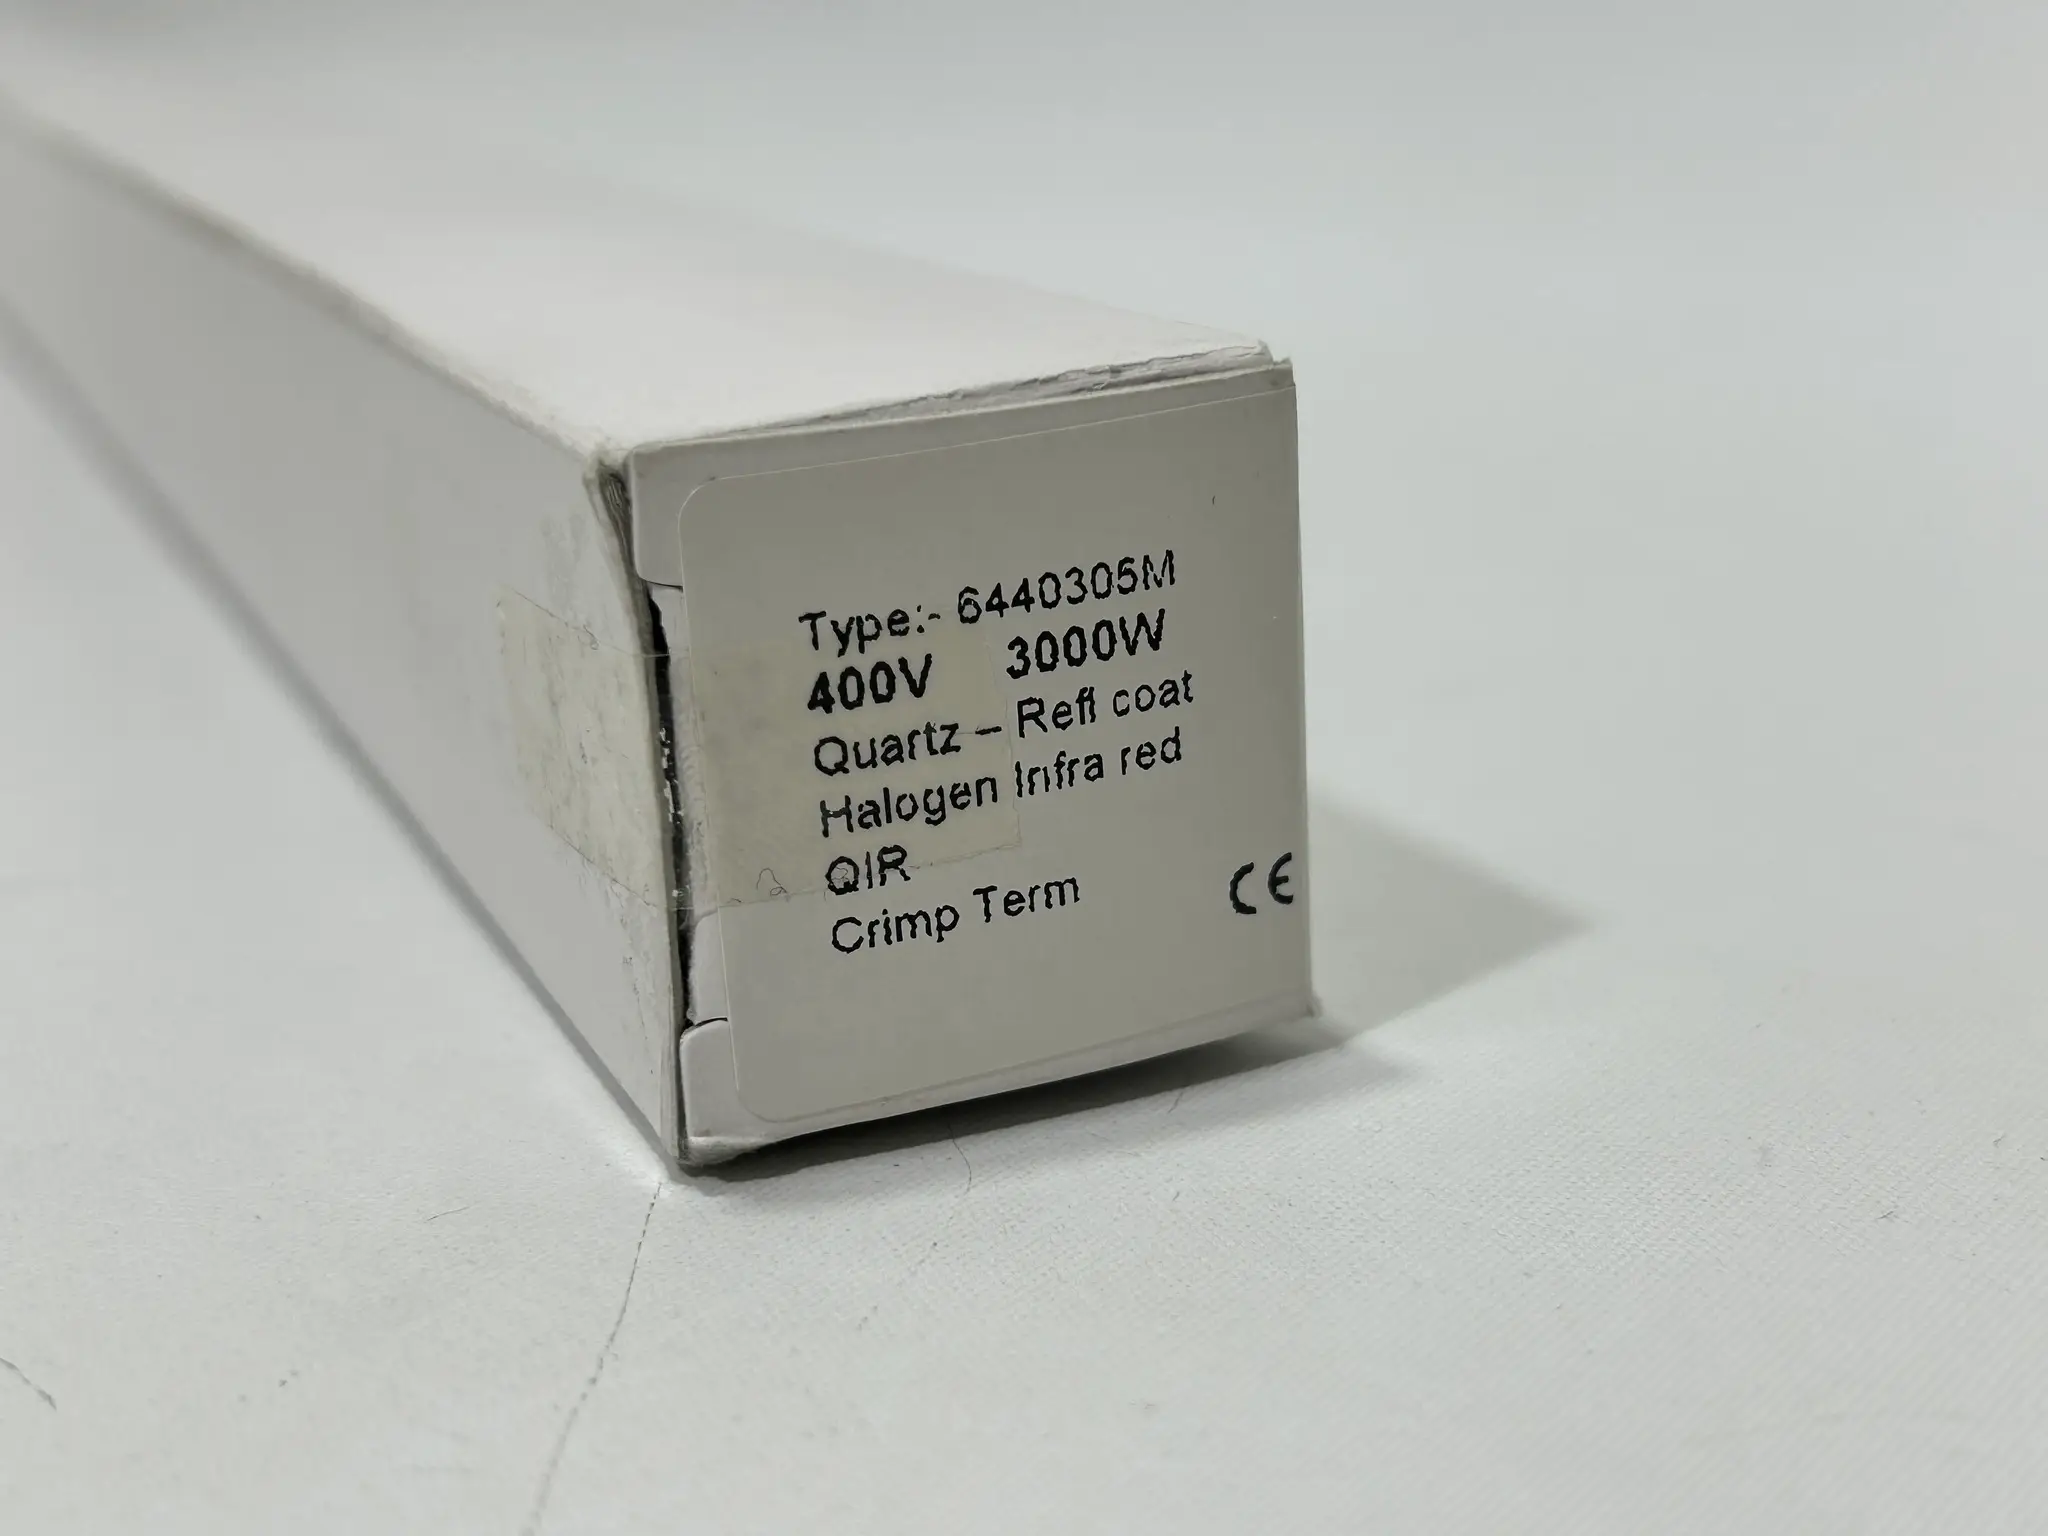 Type:- 6440305M
400V 3000W
Quartz – Refl coat
Halogen Infra red
QIR
Crimp Term
CE